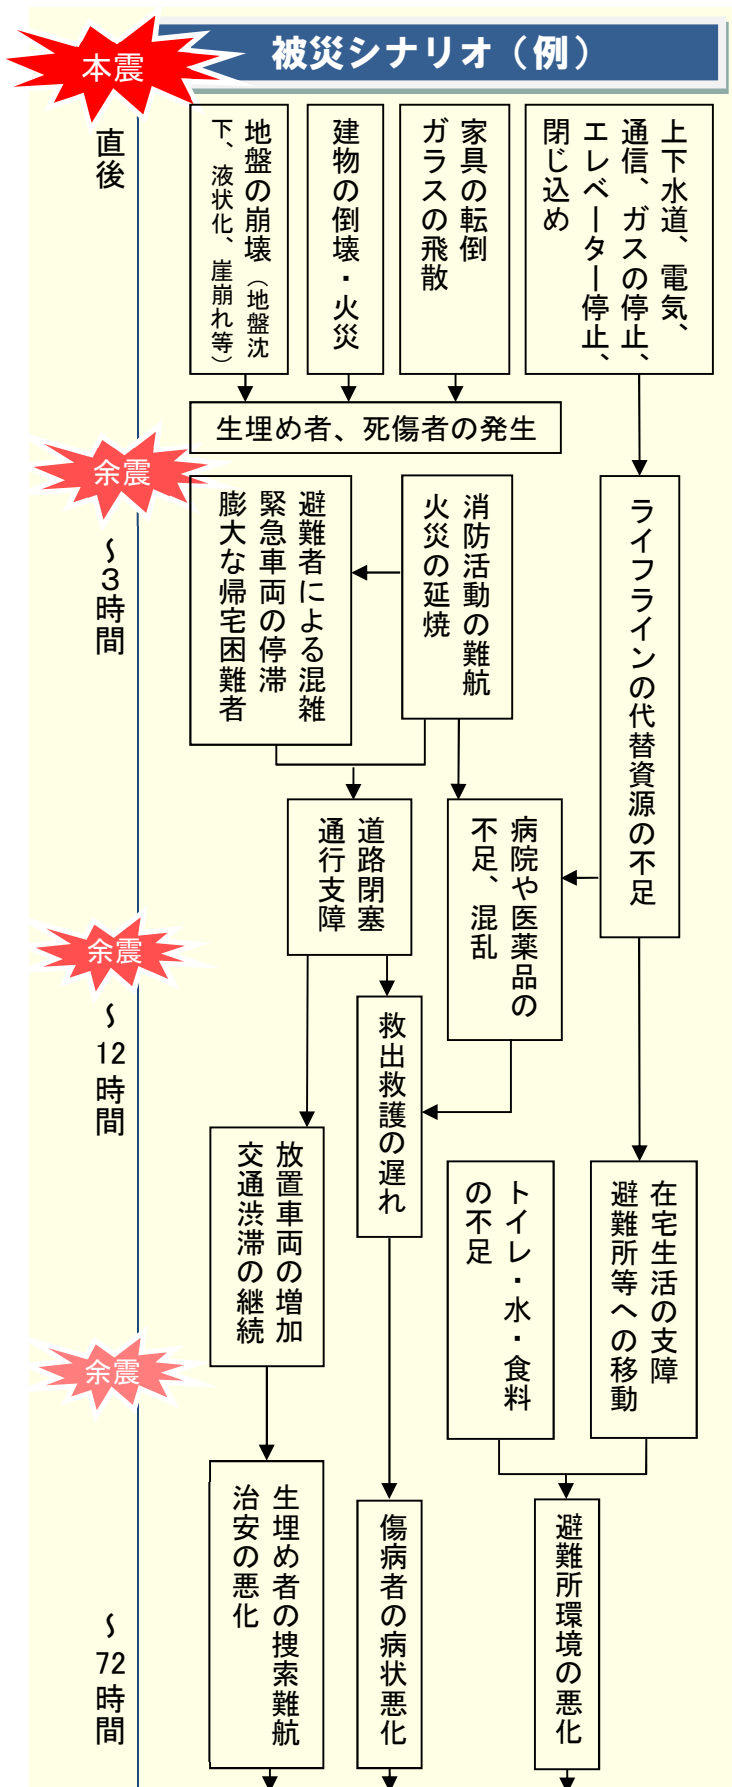 被災シナリオ（例）
本震
直後
上下水道、電気、
通信、ガスの停止、
エレベーター停止、
閉じ込め
家具の転倒
ガラスの飛散
建物の倒壊・火災
地盤の崩壊（地盤沈
下、液状化、崖崩れ等）
生埋め者、死傷者の発生
余震
～3時間
ライフラインの代替資源の不足
消防活動の難航
火災の延焼
避難者による混雑
緊急車両の停滞
膨大な帰宅困難者
病院や医薬品の
不足、混乱
道路閉塞
通行支障
余震
～12時間
救出救護の遅れ
放置車両の増加
交通渋滞の継続
在宅生活の支障
避難所等への移動
トイレ・水・食料
の不足
余震
～72時間
避難所環境の悪化
傷病者の病状悪化
生埋め者の捜索難航
治安の悪化